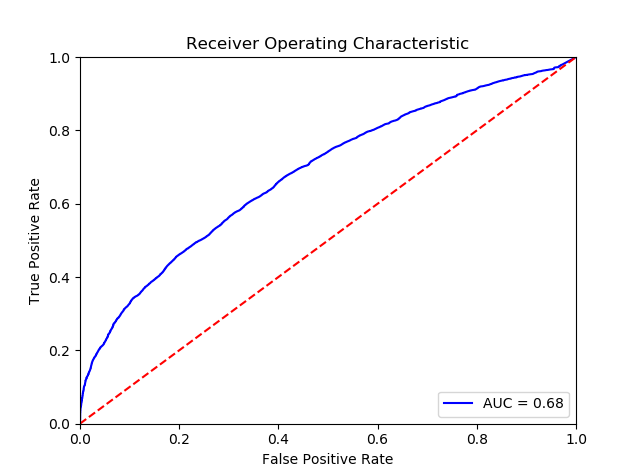 Receiver Operating Characteristic
1.0
0.8
0.6
0.4
0.2
0.0
True Positive Rate
AUC = 0.68
0.0 0.2 0.4 0.6 0.8 1.0
False Positive Rate